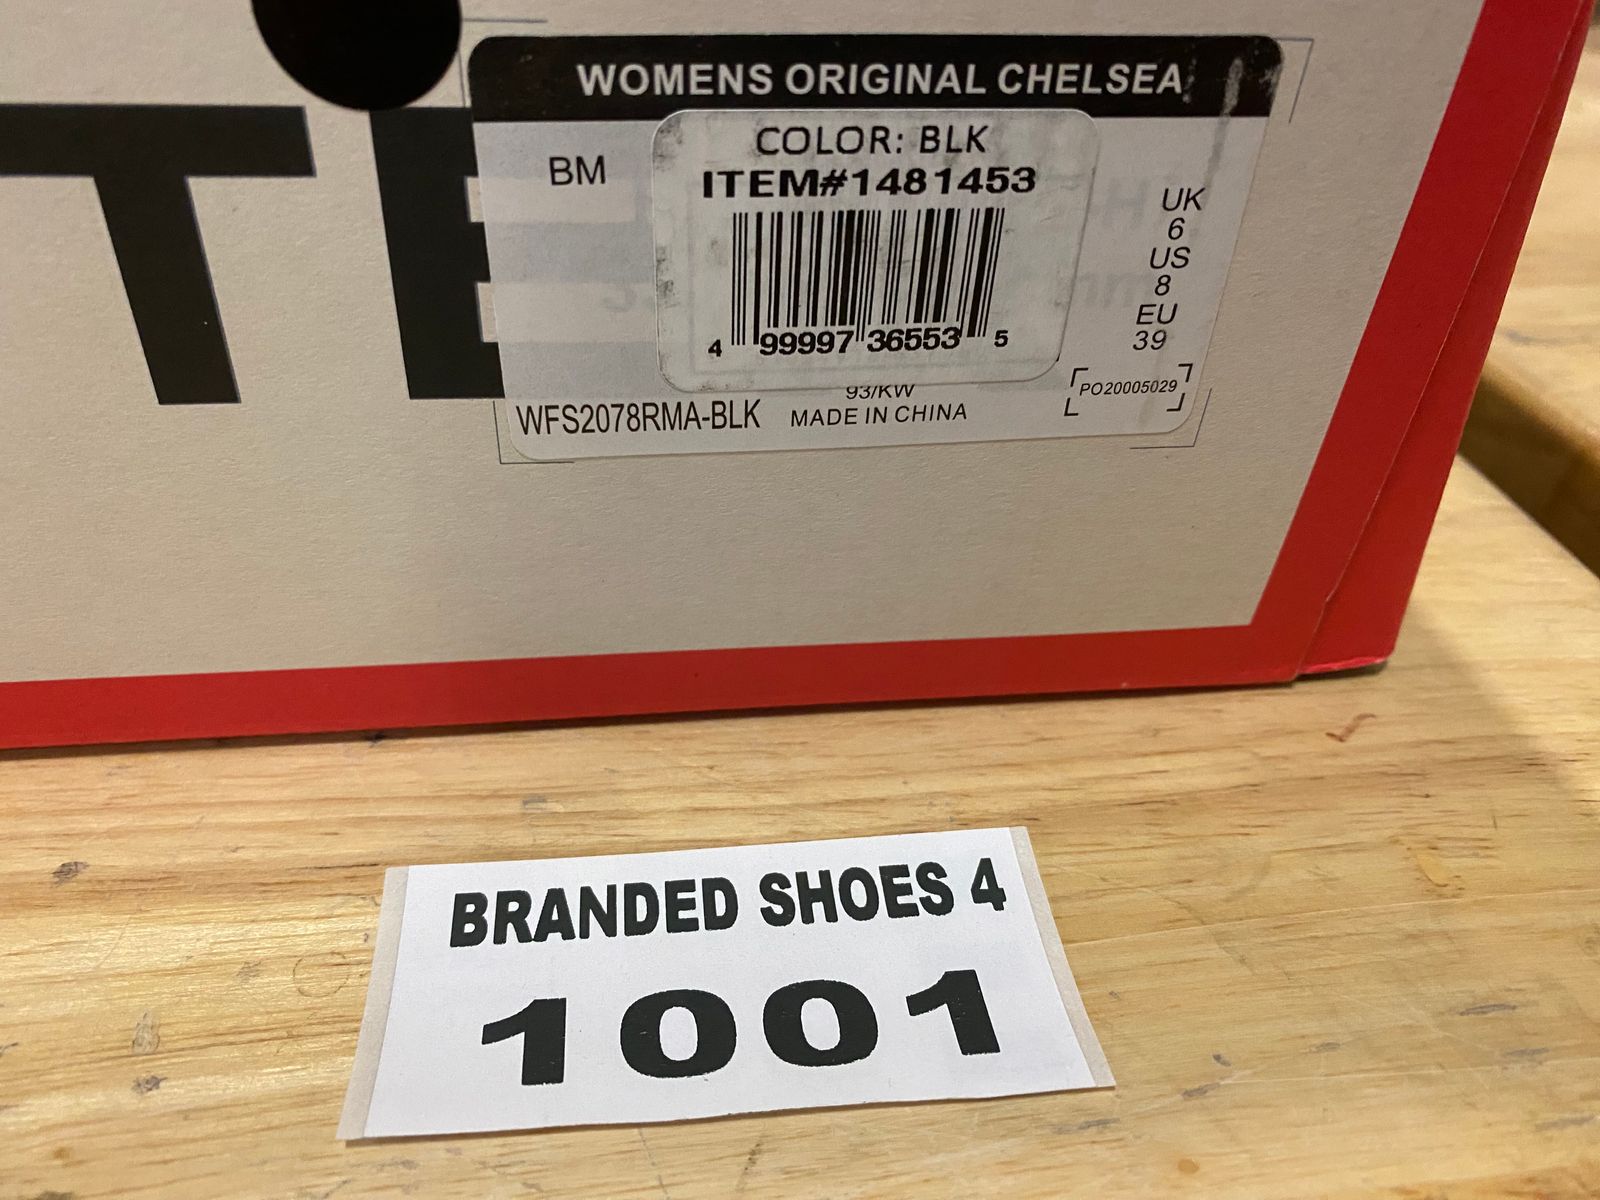 TE
WOMENS ORIGINAL CHELSEA
BM
COLOR: BLK
ITEM#1481453
4 99997 36553 5
UK
6
US
8
EU
39
93/KW
WFS2078RMA-BLK
MADE IN CHINA
PO20005029
BRANDED SHOES 4
1001